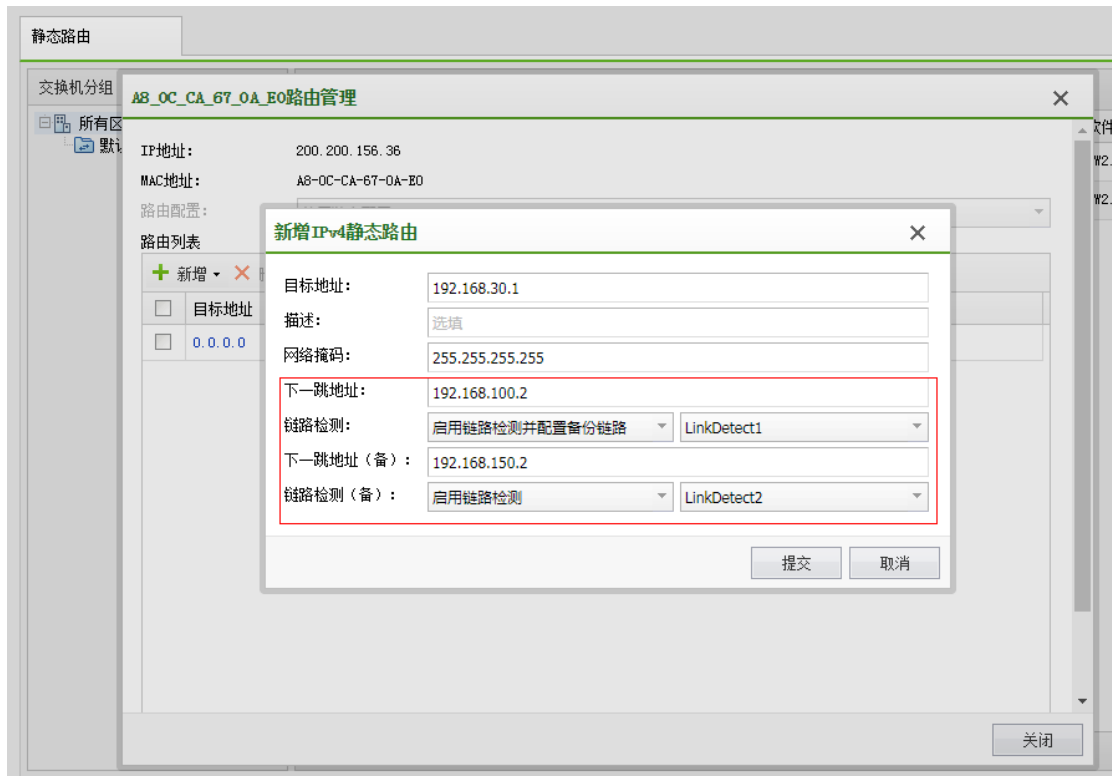 静态路由
交换机分组
A8_0C_CA_67_0A_E0路由管理
所有区
IP地址: 200.200.156.36
MAC地址: A8-0C-CA-67-0A-E0
路由配置:
路由列表
新增
目标地址
0.0.0.0
W2.
W2.
新增IPv4静态路由
目标地址: 192.168.30.1
描述: 选填
网络掩码: 255.255.255.255
下一跳地址: 192.168.100.2
链路检测: 启用链路检测并配置备份链路 LinkDetect1
下一跳地址(备): 192.168.150.2
链路检测(备): 启用链路检测 LinkDetect2
提交 取消
关闭